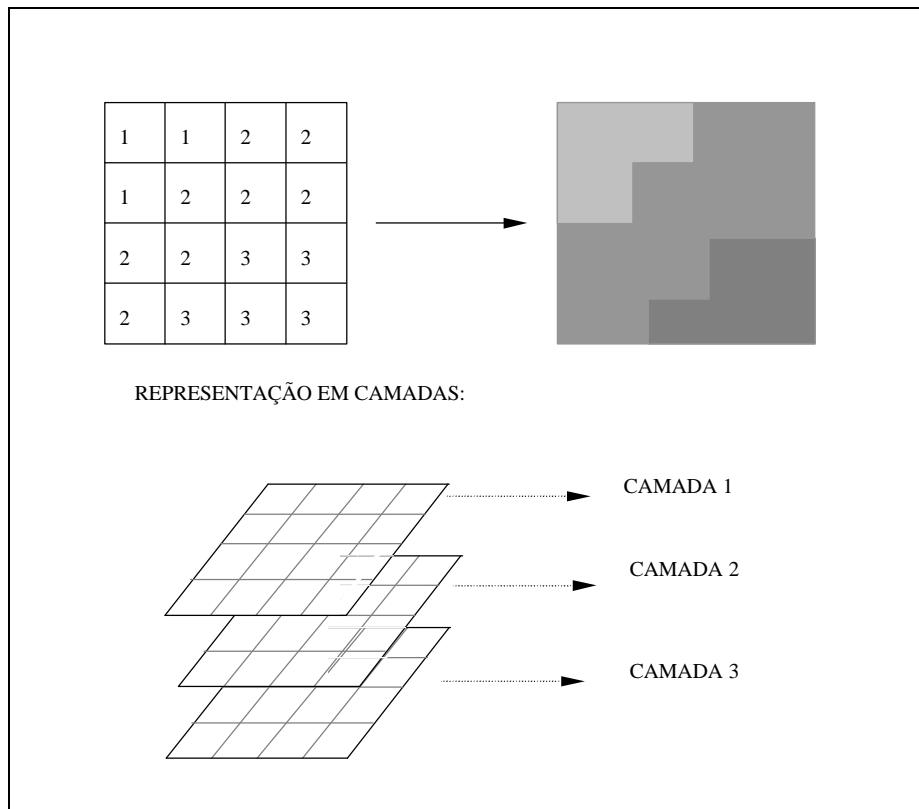 1 1 2 2
1 2 2 2
2 2 3 3
2 3 3 3
REPRESENTAÇÃO EM CAMADAS:
CAMADA 1
CAMADA 2
CAMADA 3